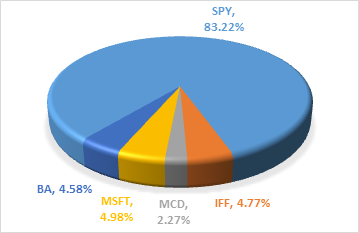 SPY,
83.22%
BA, 4.58%
MSFT,
4.98%
MCD
2.27%
IFF, 4.77%